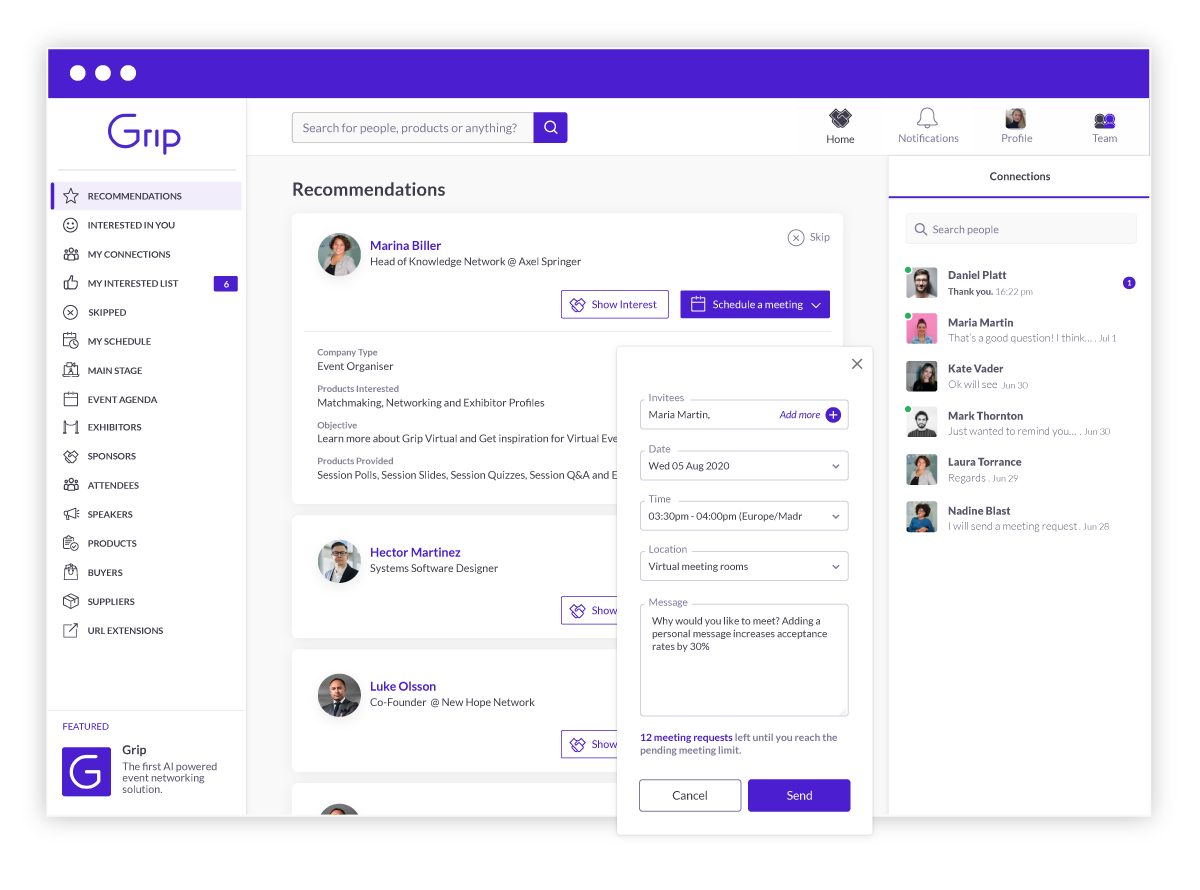 Grip
Search for people, products or anything?
Home
Notifications
Profile
Team
RECOMMENDATIONS
INTERESTED IN YOU
MY CONNECTIONS
MY INTERESTED LIST
6
SKIPPED
MY SCHEDULE
MAIN STAGE
EVENT AGENDA
EXHIBITORS
SPONSORS
ATTENDEES
SPEAKERS
PRODUCTS
BUYERS
SUPPLIERS
URL EXTENSIONS
FEATURED
G
Grip
The first AI powered
event networking
solution.
Recommendations
Marina Biller
Head of Knowledge Network @ Axel Springer
Skip
Show Interest
Schedule a meeting
Company Type
Event Organiser
Products Interested
Matchmaking, Networking and Exhibitor Profiles
Objective
Learn more about Grip Virtual and Get inspiration for Virtual Eve
Products Provided
Session Polls, Session Slides, Session Quizzes, Session Q&A and E
Hector Martinez
Systems Software Designer
Show
Luke Olsson
Co-Founder @ New Hope Network
Show
Invitees
Maria Martin,
Add more
Date
Wed 05 Aug 2020
Time
03:30pm - 04:00pm (Europe/Madr
Location
Virtual meeting rooms
Message
Why would you like to meet? Adding a
personal message increases acceptance
rates by 30%
12 meeting requests left until you reach the
pending meeting limit.
Cancel
Send
Connections
Search people
Daniel Platt
Thank you. 16:22 pm
1
Maria Martin
That's a good question! I think... . Jul 1
Kate Vader
Ok will see Jun 30
Mark Thornton
Just wanted to remind you... . Jun 30
Laura Torrance
Regards . Jun 29
Nadine Blast
I will send a meeting request . Jun 28